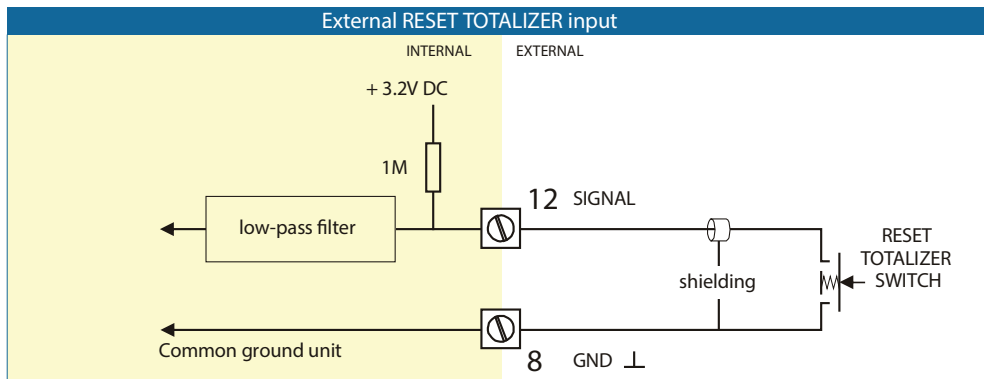 External RESET TOTALIZER input
INTERNAL
EXTERNAL
+ 3.2V DC
1M
12 SIGNAL
low-pass filter
RESET
TOTALIZER
SWITCH
shielding
Common ground unit
8 GND